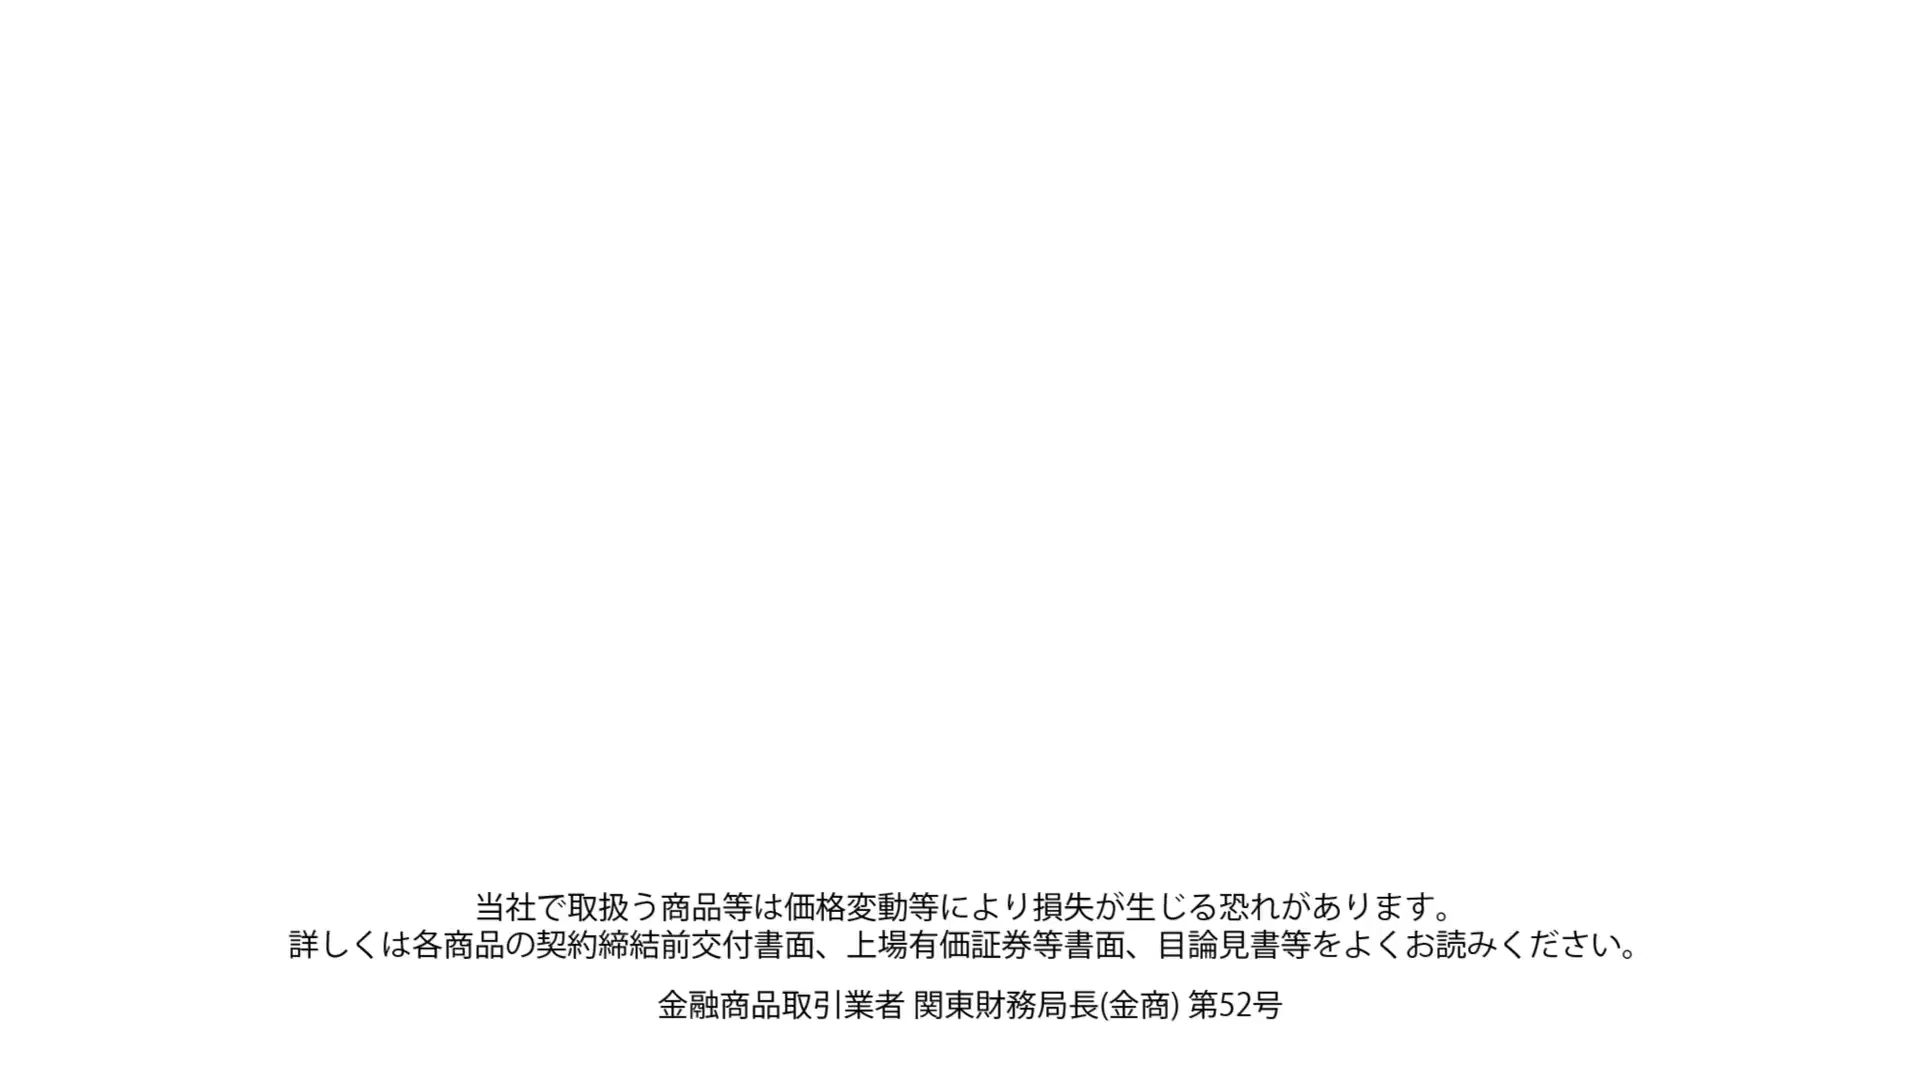 当社で取扱う商品等は価格変動等により損失が生じる恐れがあります。
詳しくは各商品の契約締結前交付書面、上場有価証券等書面、目論見書等をよくお読みください。
金融商品取引業者 関東財務局長(金商) 第52号